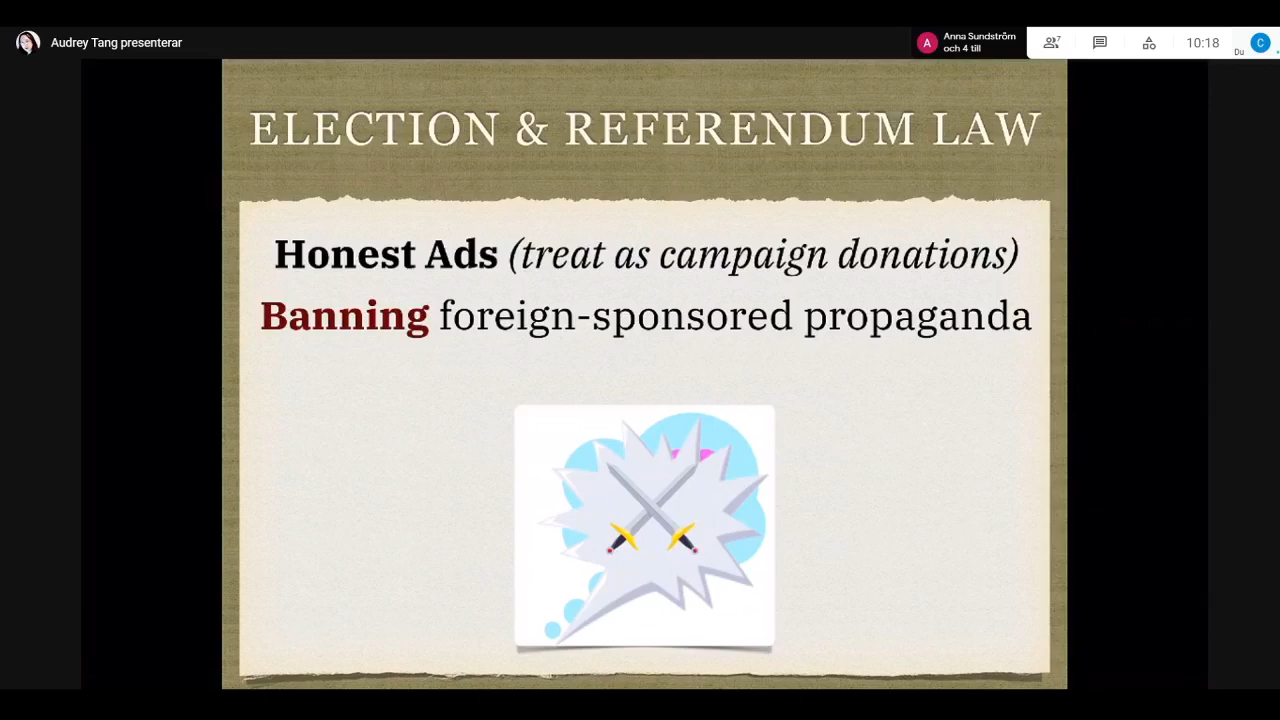 Audrey Tang presenterar
A
Anna Sundström
och 4 till
7
10:18
Du
C
ELECTION & REFERENDUM LAW
Honest Ads (treat as campaign donations)
Banning foreign-sponsored propaganda